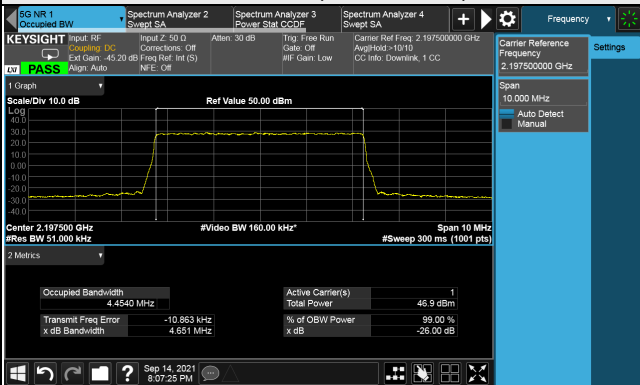 5G NR 1
Occupied BW
Spectrum Analyzer 2
Swept SA
Spectrum Analyzer 3
Power Stat CCDF
Spectrum Analyzer 4
Swept SA
Frequency
KEYSIGHT
Input: RF
Coupling: DC
Ext Gain: -45.20 dB
Align: Auto
Input Z: 50 Ω
Corrections: Off
Freq Ref: Int (S)
NFE: Off
Atten: 30 dB
Trig: Free Run
Gate: Off
#IF Gain: Low
Carrier Ref Freq: 2.197500000 GHz
Avg|Hold:>10/10
CC Info: Downlink, 1 CC
EXT PASS
Carrier Reference
Frequency
2.197500000 GHz
Settings
Span
10.000 MHz
Auto Detect
Manual
1 Graph
Scale/Div 10.0 dB
Ref Value 50.00 dBm
Log
40.0
30.0
20.0
10.0
0.00
-10.0
-20.0
-30.0
-40.0
Center 2.197500 GHz
#Video BW 160.00 kHz*
Span 10 MHz
#Res BW 51.000 kHz
#Sweep 300 ms (1001 pts)
2 Metrics
Occupied Bandwidth
4.4540 MHz
Active Carrier(s) 1
Total Power 46.9 dBm
Transmit Freq Error -10.863 kHz
x dB Bandwidth 4.651 MHz
% of OBW Power 99.00 %
x dB -26.00 dB
Sep 14, 2021
8:07:25 PM